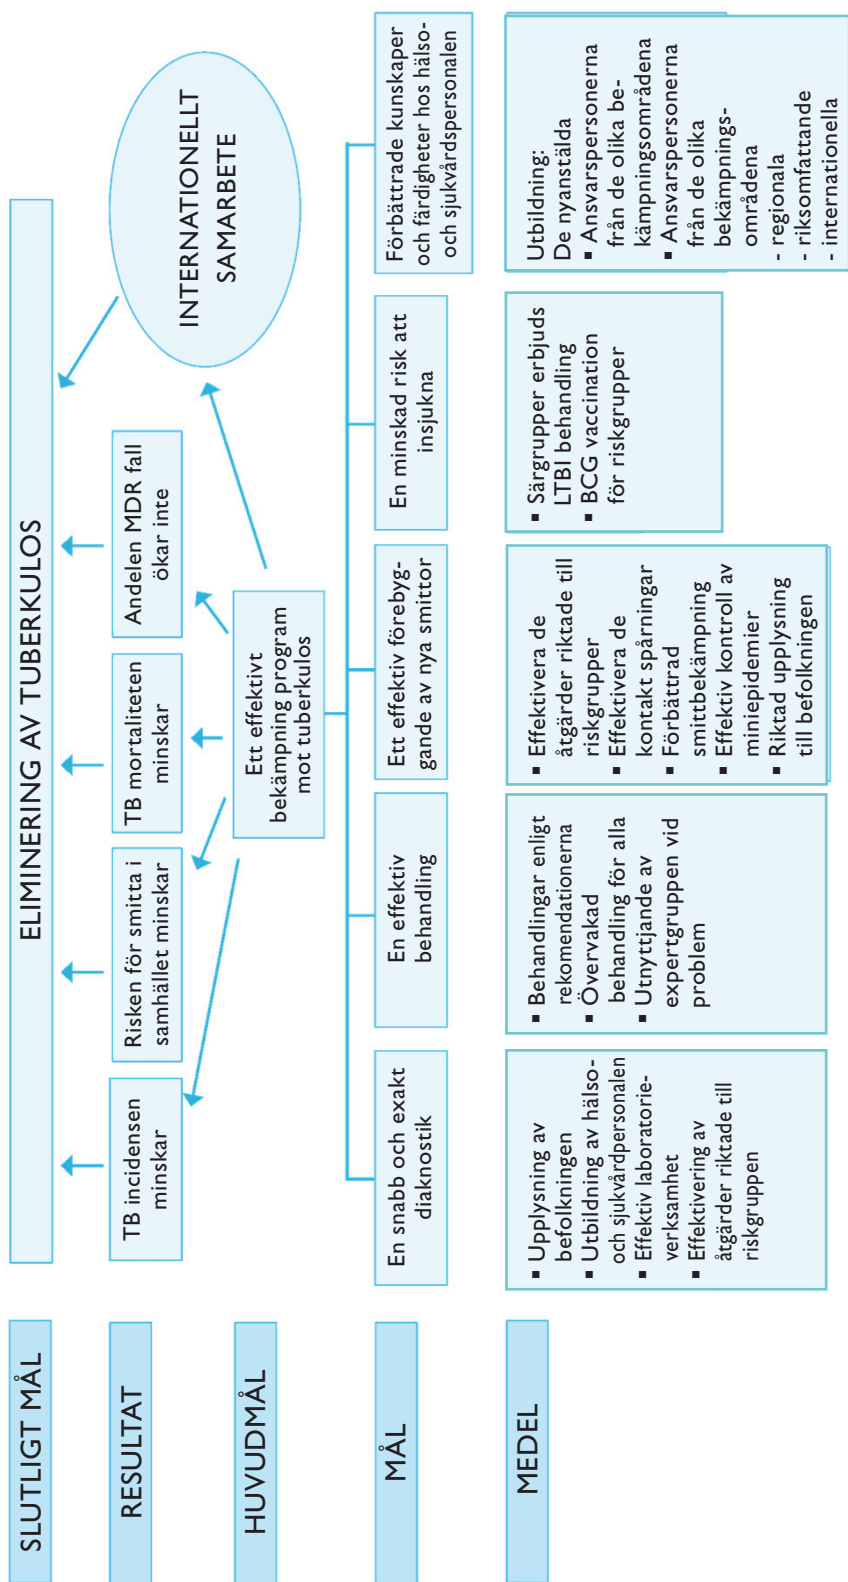 SLUTLIGT MÅL
ELIMINERING AV TUBERKULOS
RESULTAT
TB incidensen
minskar
Risken för smitta i
samhället minskar
TB mortaliteten
minskar
Andelen MDR fall
ökar inte
INTERNATIONELLT
SAMARBETE
HUVUDMÅL
Ett effektivt
bekämpning program
mot tuberkulos
MÅL
En snabb och exakt
diaknostik
En effektiv
behandling
Ett effektiv förebyg-
gande av nya smittor
En minskad risk att
insjukna
Förbättrade kunskaper
och färdigheter hos hälso-
och sjukvårdspersonalen
MEDEL
▪ Upplysning av
befolkningen
▪ Utbildning av hälso-
och sjukvårdpersonalen
▪ Effektiv laboratorie-
verksamhet
▪ Effektivering av
åtgärder riktade till
riskgruppen
▪ Behandlingar enligt
rekomendationerna
▪ Övervakad
behandling för alla
▪ Utnyttjande av
expertgruppen vid
problem
▪ Effektivera de
åtgärder riktade till
riskgrupper
▪ Effektivera de
kontakt spårningar
▪ Förbättrad
smittbekämpning
▪ Effektiv kontroll av
miniepidemier
▪ Riktad upplysning
till befolkningen
▪ Särgrupper erbjuds
LTBI behandling
▪ BCG vaccination
för riskgrupper
Utbildning:
De nyanstälda
▪ Ansvarspersonerna
från de olika be-
kämpningsområdena
▪ Ansvarspersonerna
från de olika
bekämpnings-
områdena
- regionala
- riksomfattande
- internationella